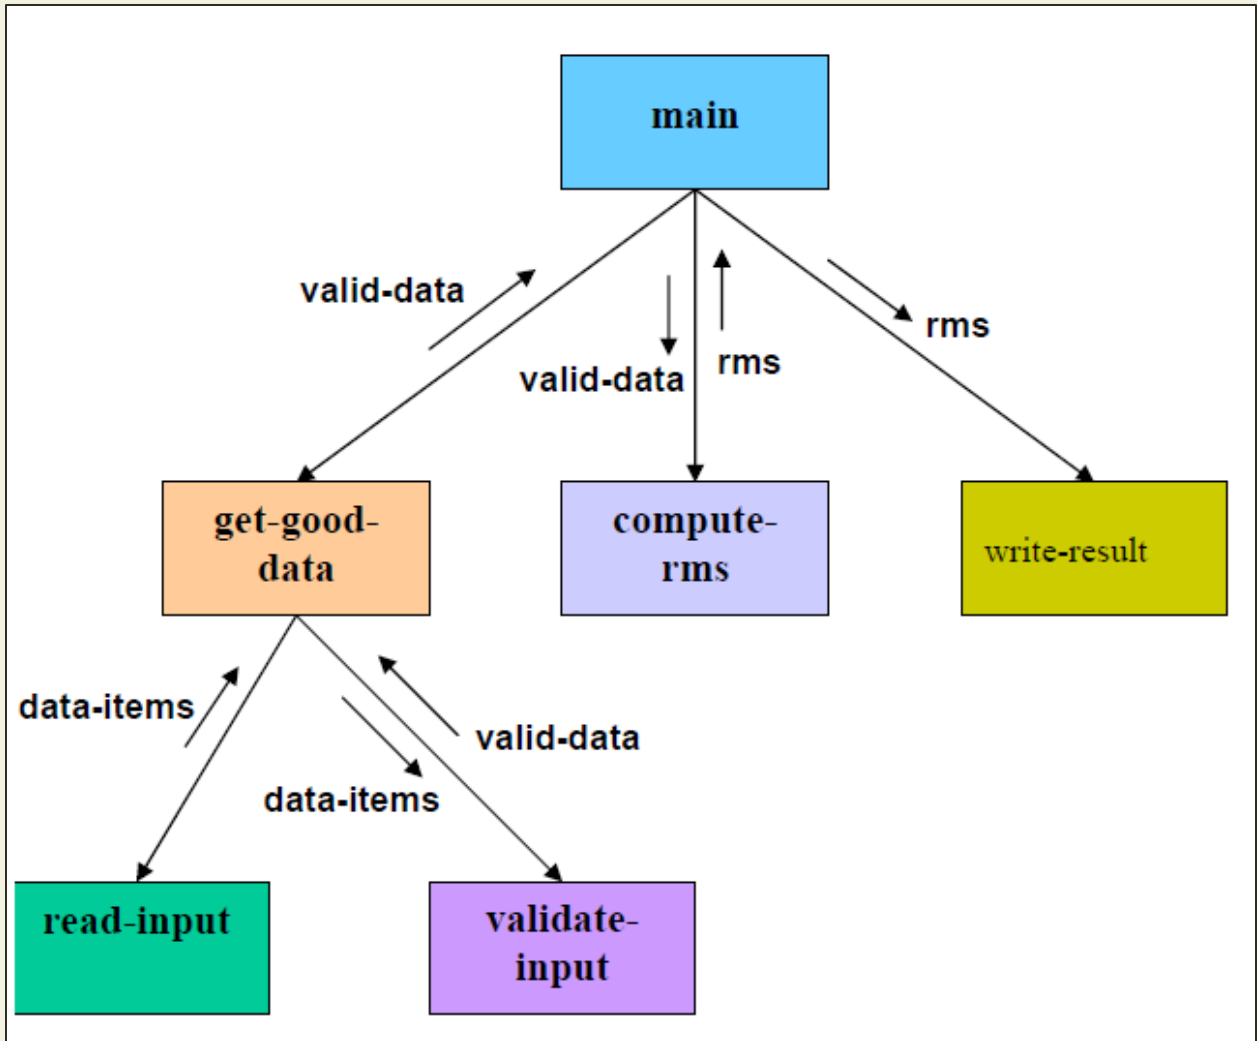 main
valid-data
rms
valid-data
rms
get-good-
data
compute-
rms
write-result
data-items
valid-data
data-items
read-input
validate-
input